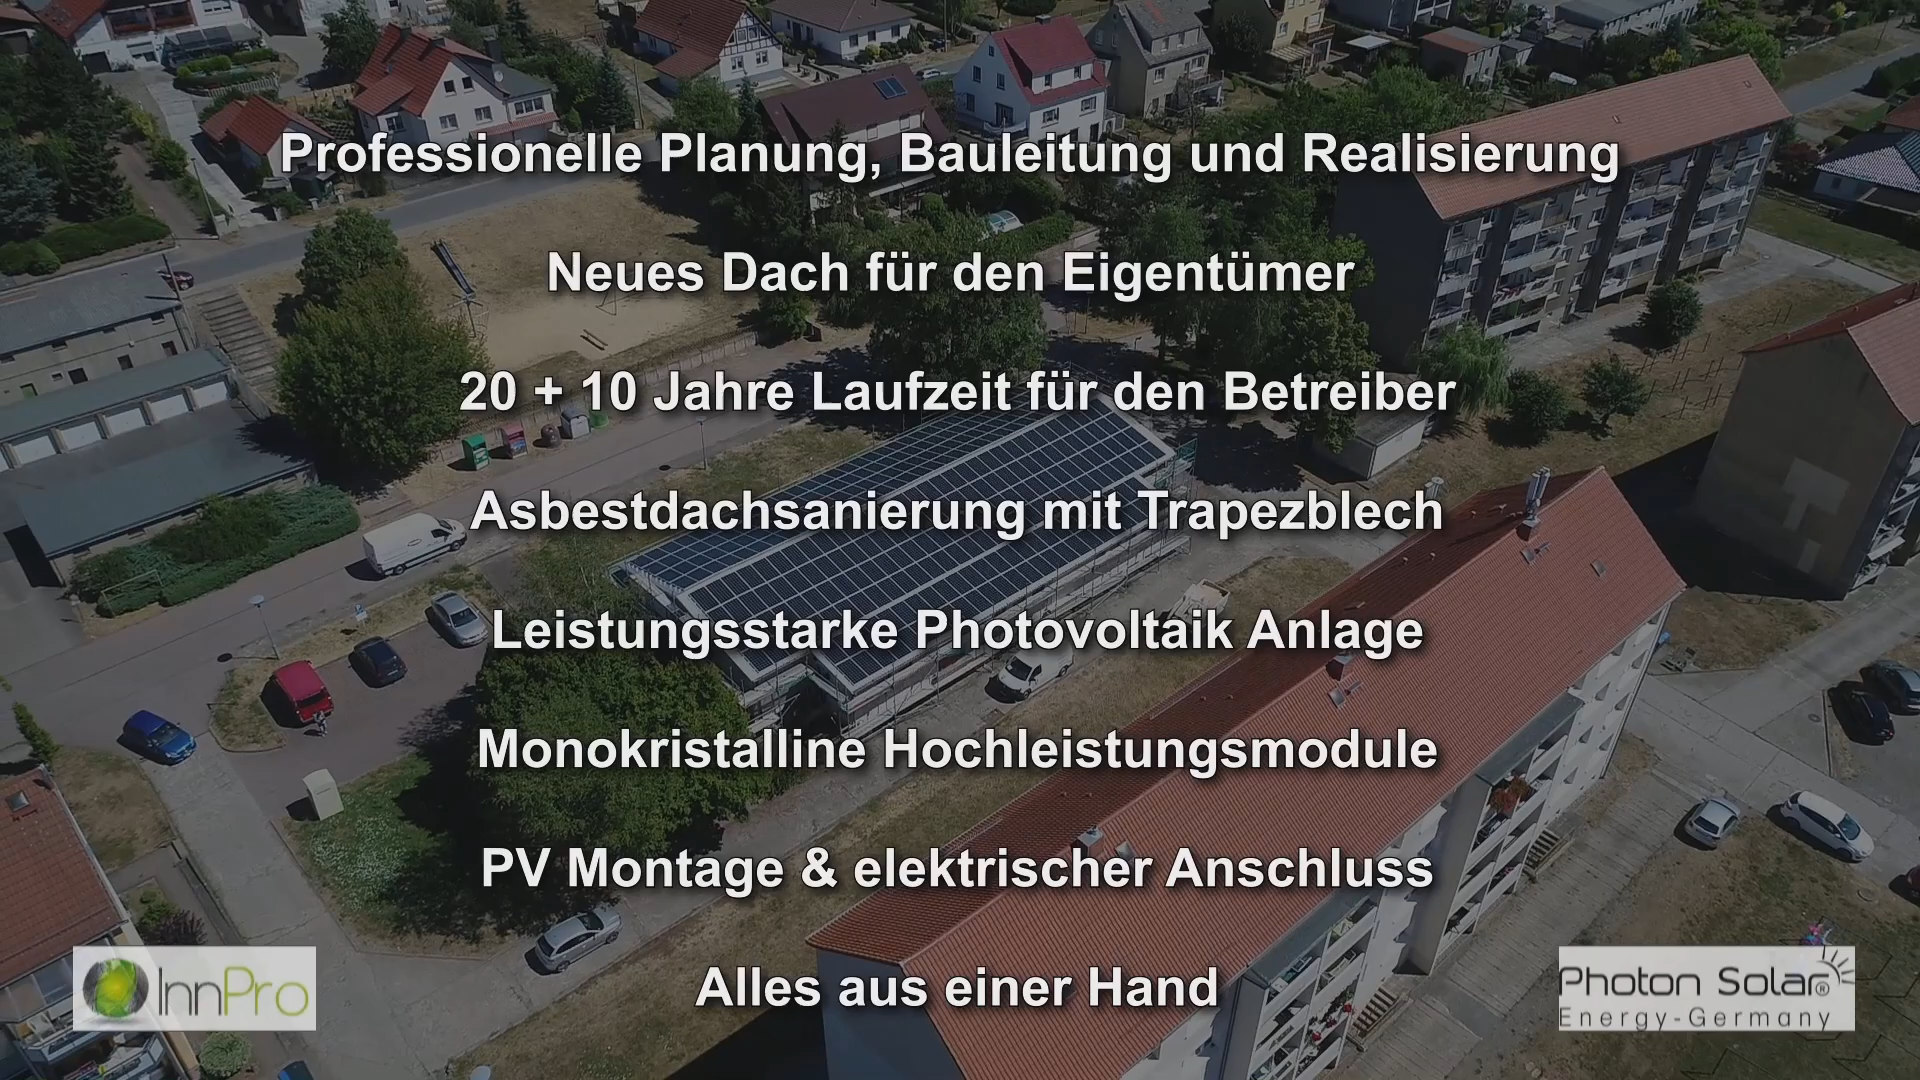 Professionelle Planung, Bauleitung und Realisierung
Neues Dach für den Eigentümer
20 + 10 Jahre Laufzeit für den Betreiber
Asbestdachsanierung mit Trapezblech
Leistungsstarke Photovoltaik Anlage
Monokristalline Hochleistungsmodule
PV Montage & elektrischer Anschluss
Alles aus einer Hand
InnPro
Photon Solar®
Energy-Germany